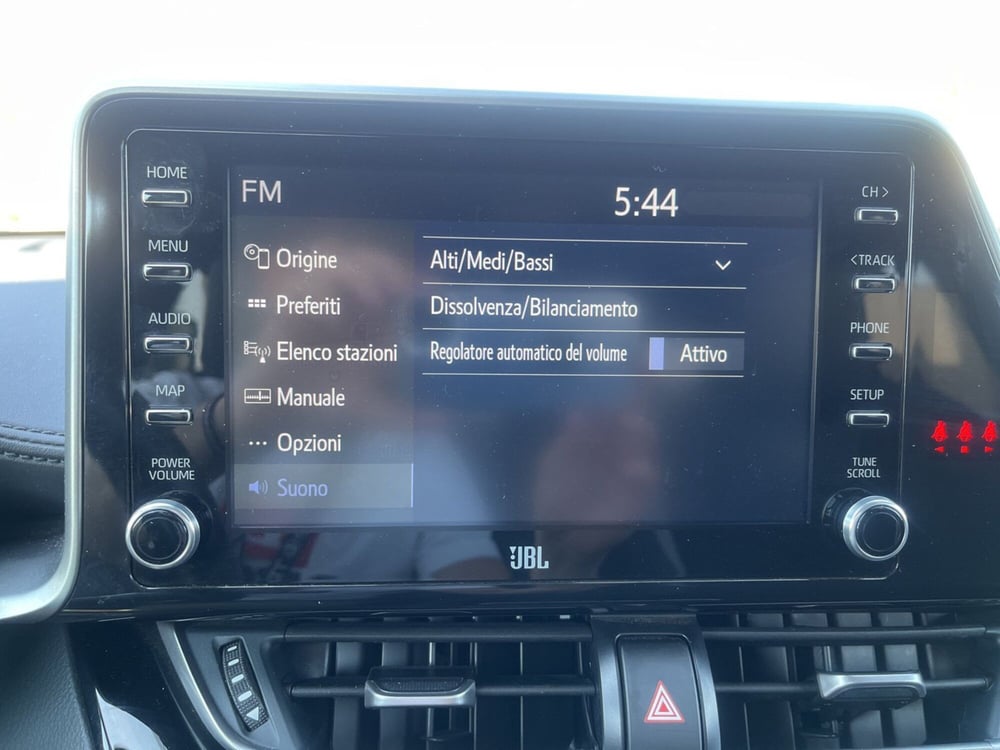 HOME
MENU
AUDIO
MAP
POWER
VOLUME
FM
5:44
Origine
Preferiti
Elenco stazioni
Manuale
Opzioni
Suono
Alti/Medi/Bassi
Dissolvenza/Bilanciamento
Regolatore automatico del volume Attivo
CH >
< TRACK
PHONE
SETUP
TUNE
SCROLL
JBL